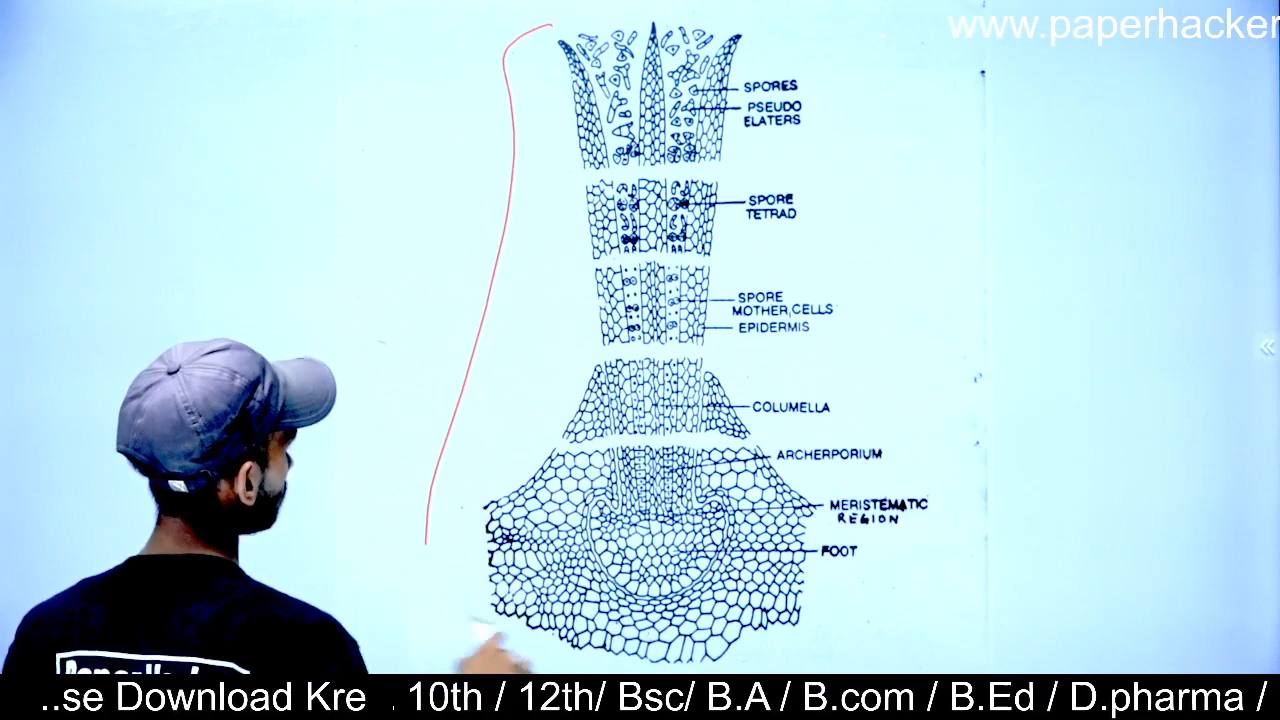 www.paperhacker
SPORES
PSEUDO
ELATERS
SPORE
TETRAD
SPORE
MOTHER,CELLS
EPIDERMIS
COLUMELLA
ARCHERPORIUM
MERISTEMATIC
REGION
FOOT
..se Download Kre . 10th / 12th/ Bsc/ B.A / B.com / B.Ed / D.pharma /